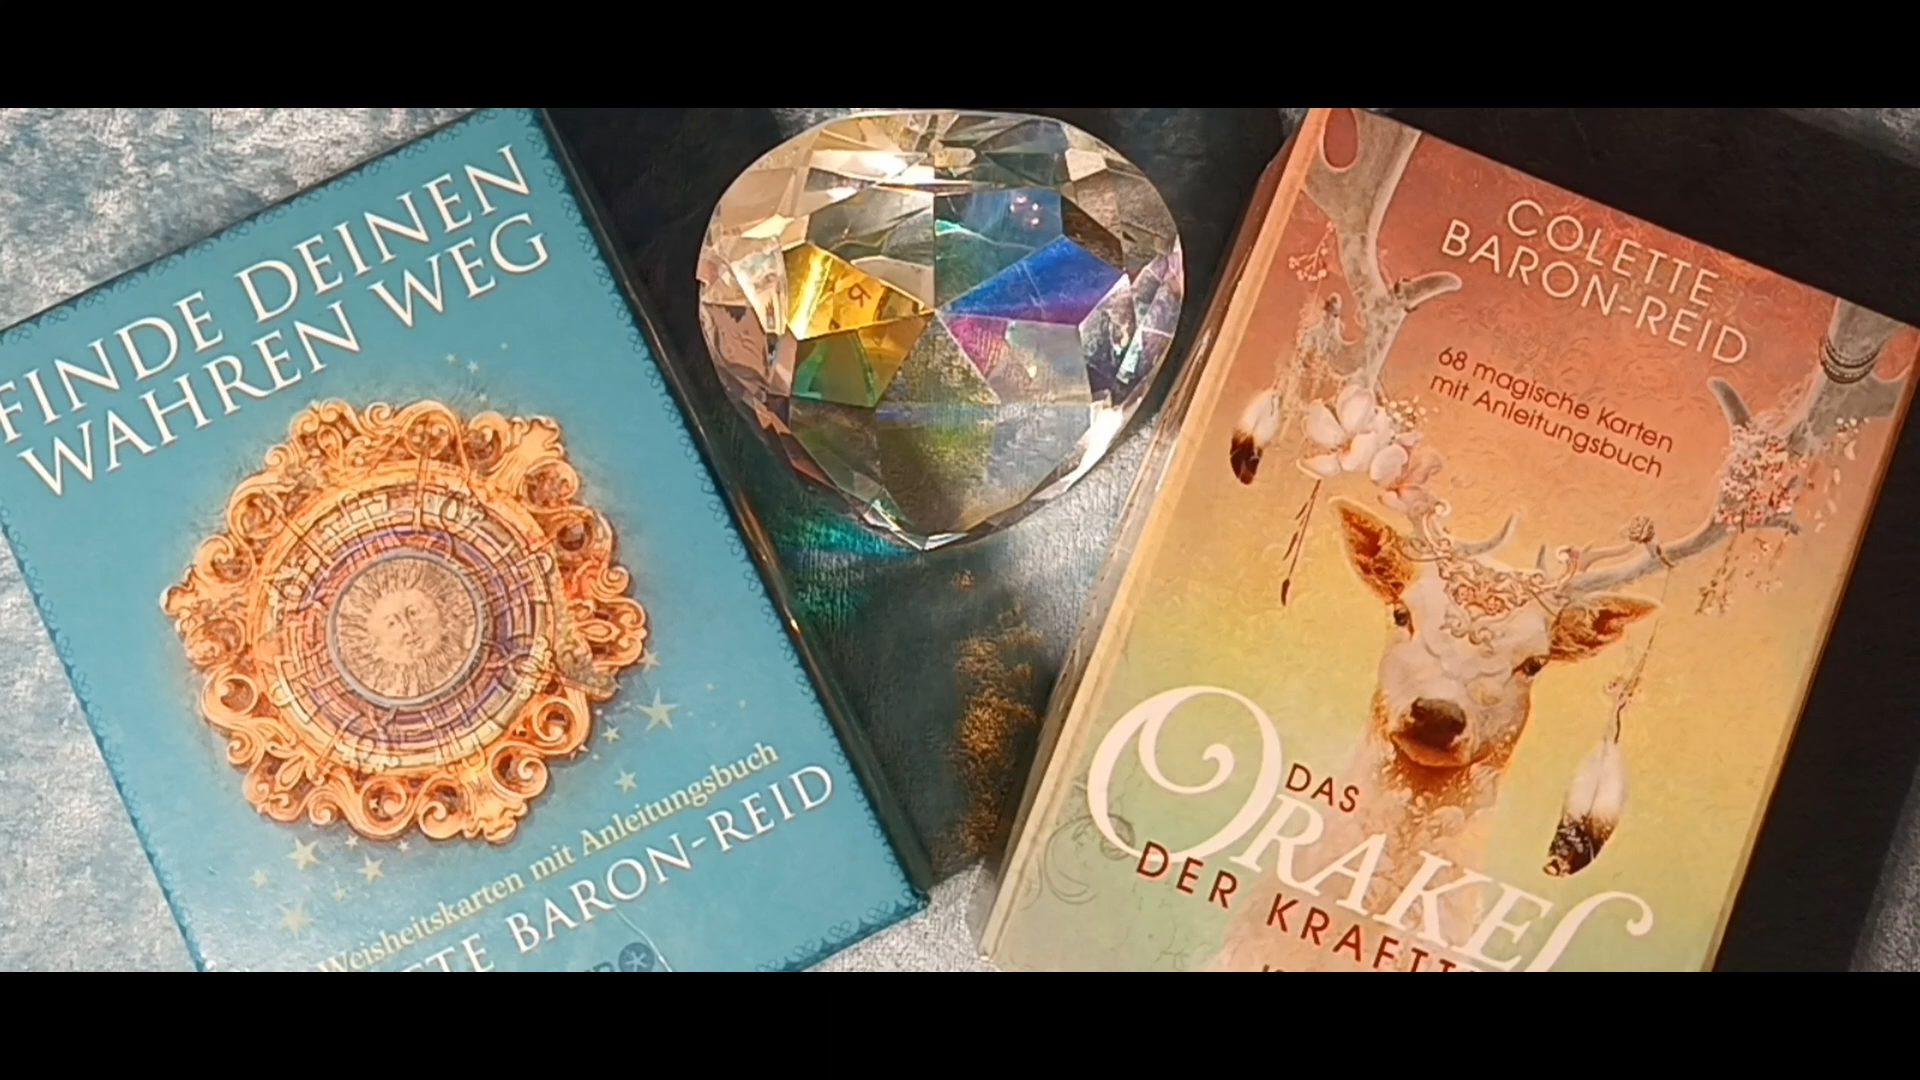 FINDE DEINEN
WAHREN WEG
Weisheitskarten mit Anleitungsbuch
BARON-REID
COLETTE
BARON-REID
68 magische Karten
mit Anleitungsbuch
DAS
ORAKEL
DER